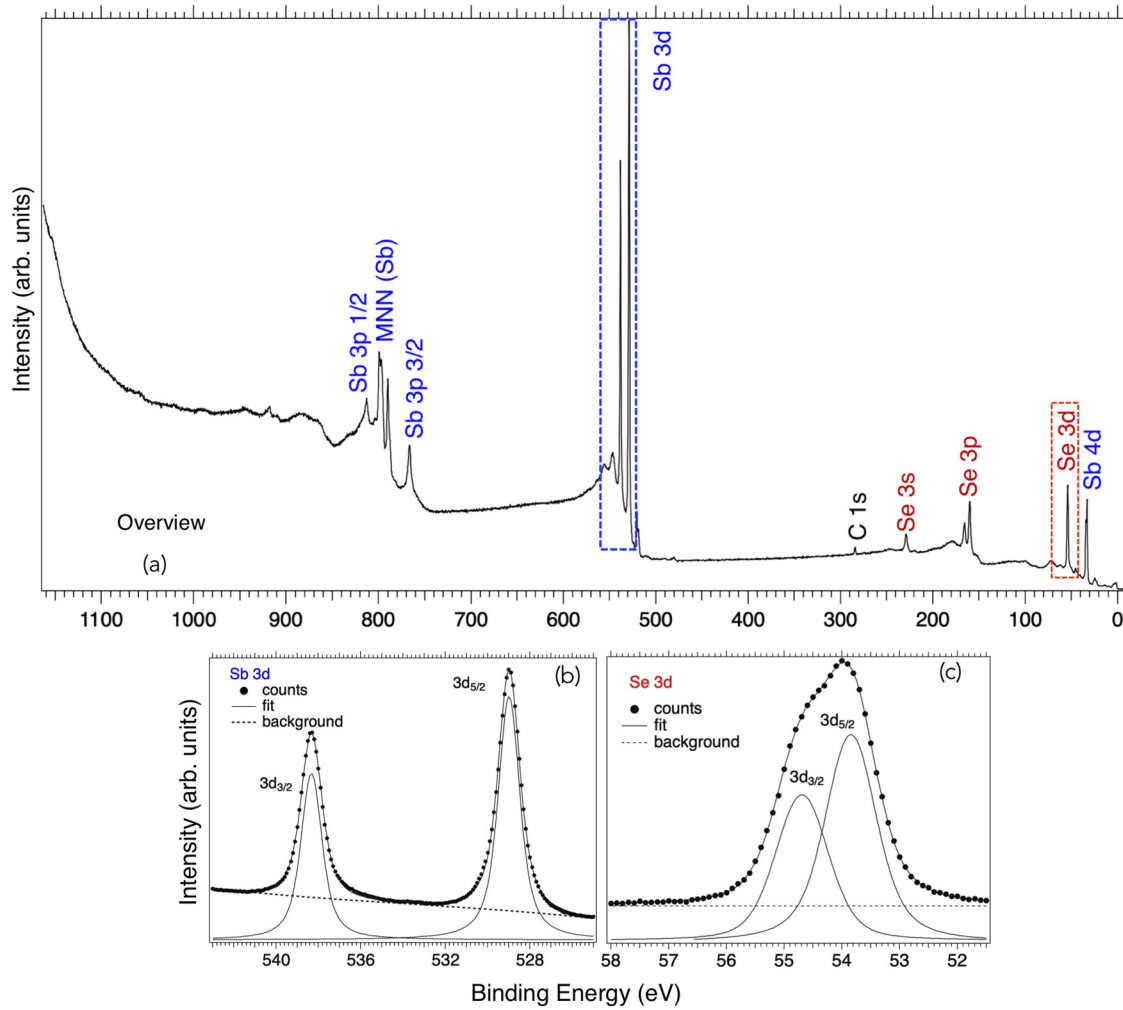 Intensity (arb. units)
Sb 3p 1/2
MNN (Sb)
Sb 3p 3/2
Sb 3d
C 1s
Se 3s
Se 3p
Se 3d
Sb 4d
Overview
(a)
1100 1000 900 800 700 600 500 400 300 200 100 0
Intensity (arb. units)
Sb 3d
counts
fit
background
3d3/2
3d5/2
(b)
540 536 532 528
Se 3d
counts
fit
background
3d3/2
3d5/2
(c)
58 57 56 55 54 53 52
Binding Energy (eV)